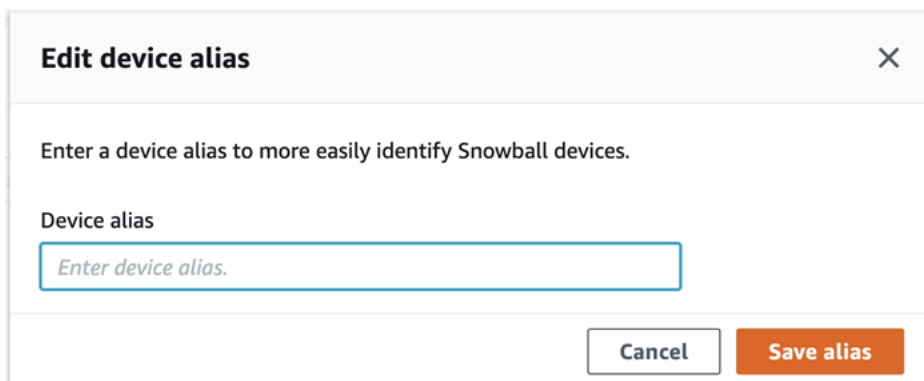 Edit device alias
Enter a device alias to more easily identify Snowball devices.
Device alias
Enter device alias.
Cancel
Save alias